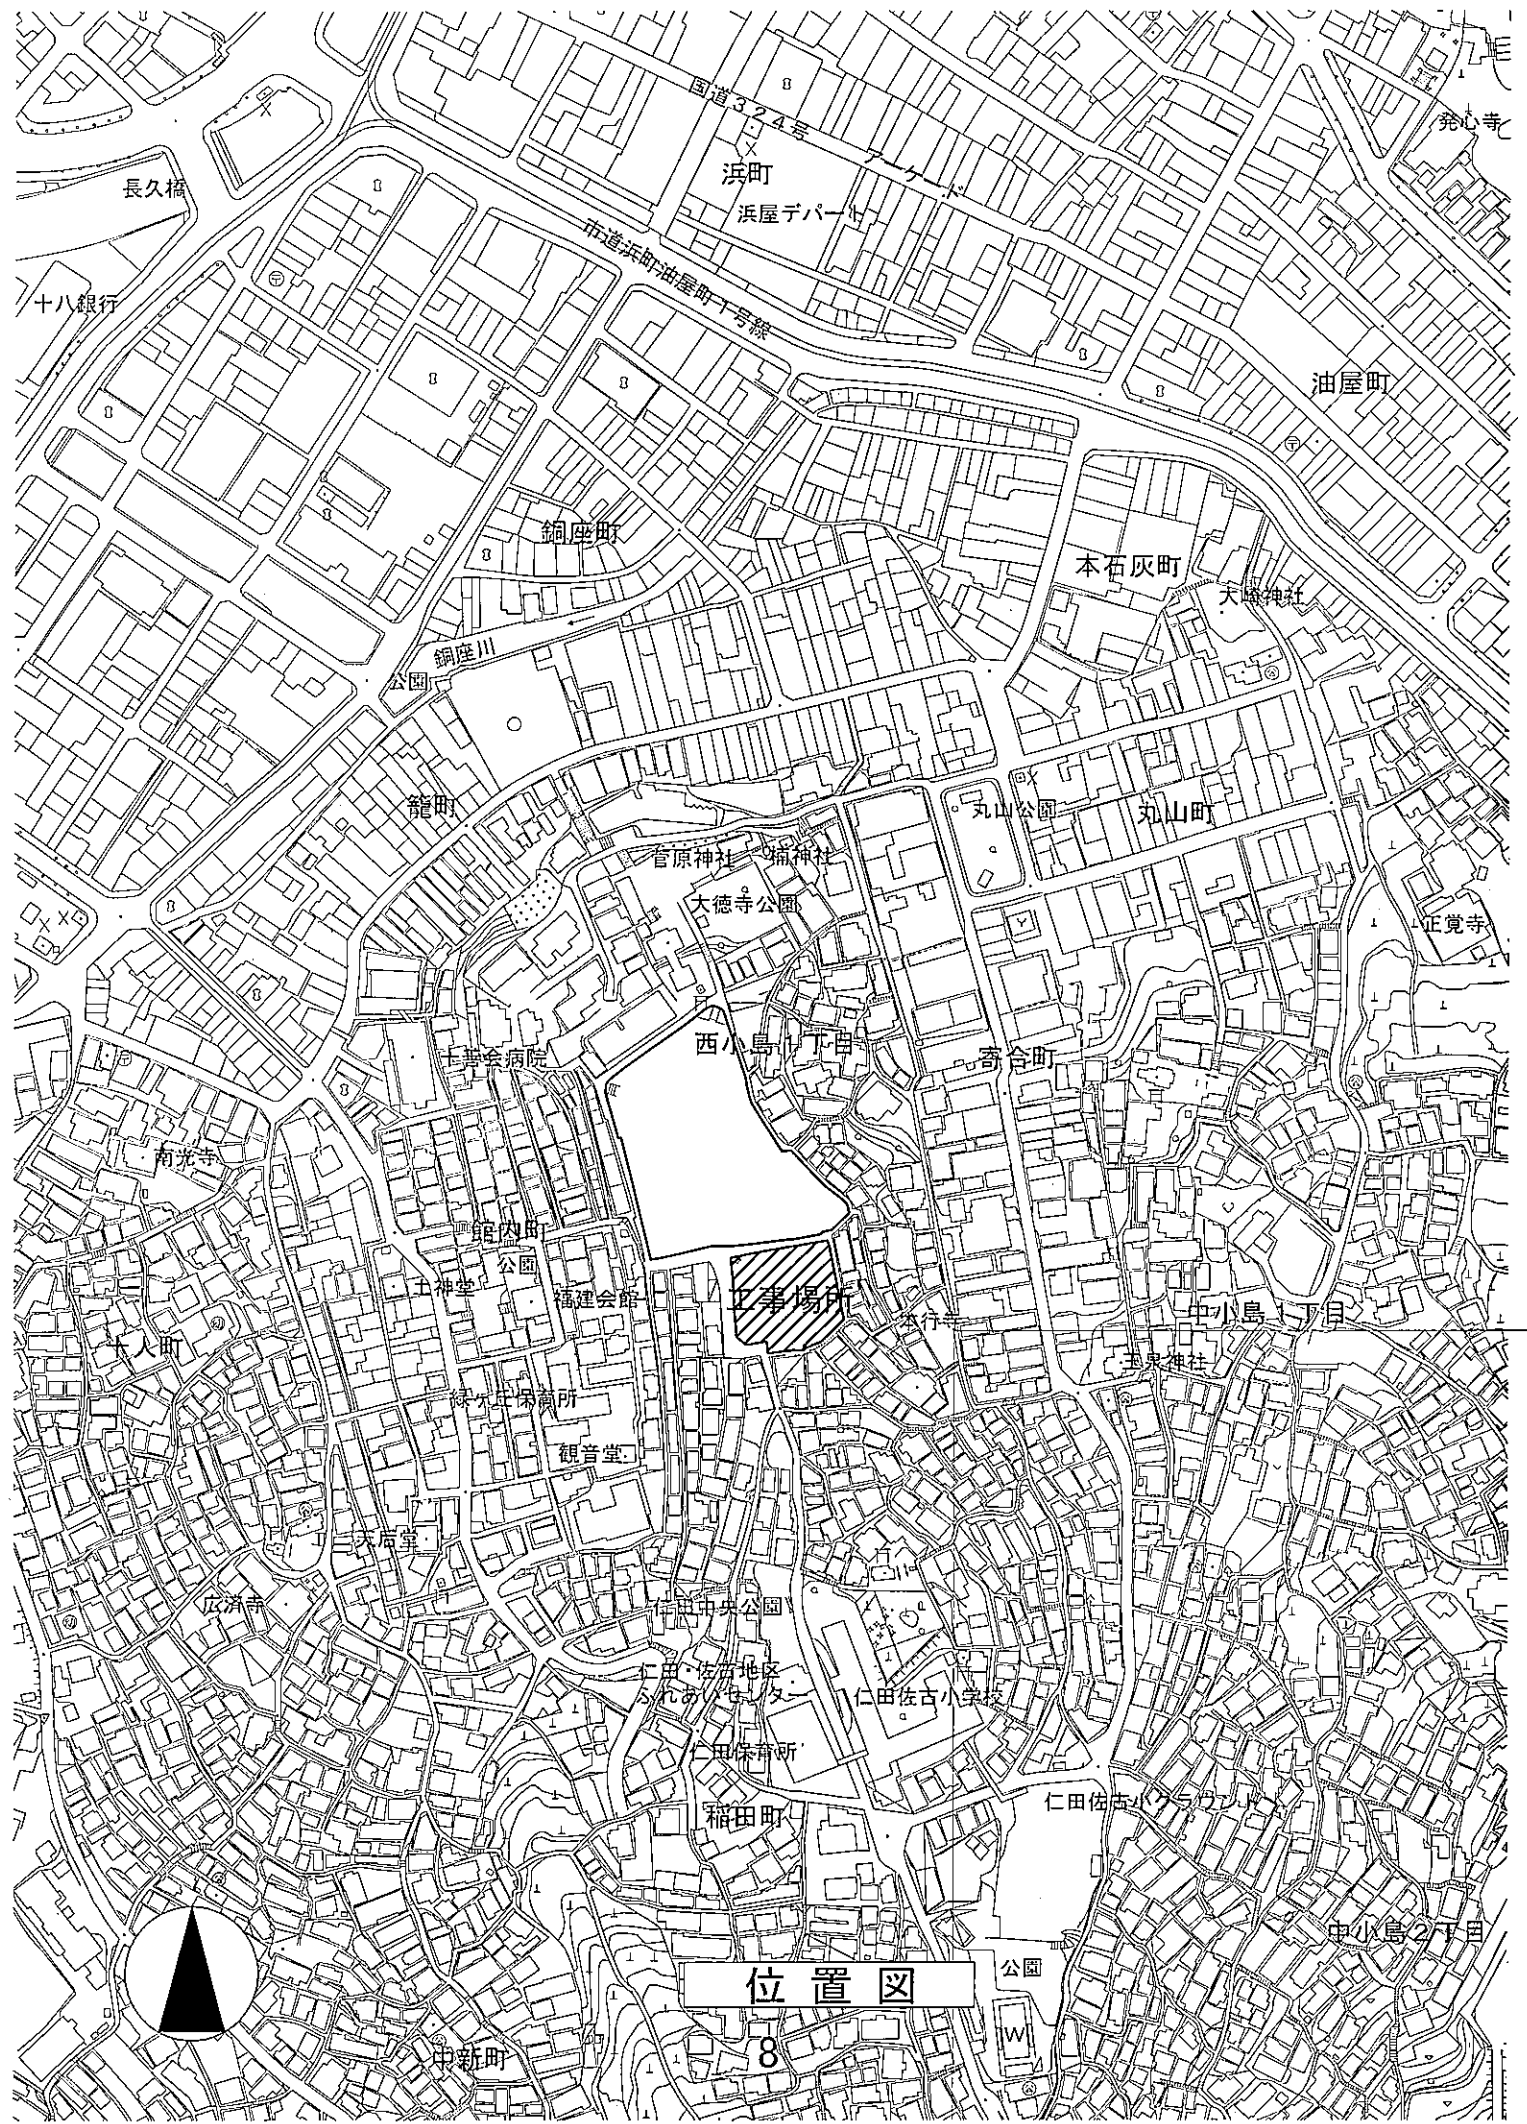 国道324号
発心寺
アーケード
浜町
長久橋
浜屋デパート
市道浜町油屋町1号線
十八銀行
油屋町
銅座町
本石灰町
大崎神社
銅座川
公園
籠町
丸山公園
丸山町
菅原神社
楠神社
大徳寺公園
正覚寺
西小島1丁目
十善会病院
寄合町
南光寺
館内町
公園
土神堂
福建会館
工事場所
本行寺
中小島1丁目
十人町
玉泉神社
緑ヶ丘保育所
観音堂
天后堂
広済寺
仁田中央公園
仁田・佐古地区
ふれあいセンター
仁田佐古小学校
仁田保育所
稲田町
仁田佐古小グラウンド
中小島2丁目
公園
位置図
W
中新町
8